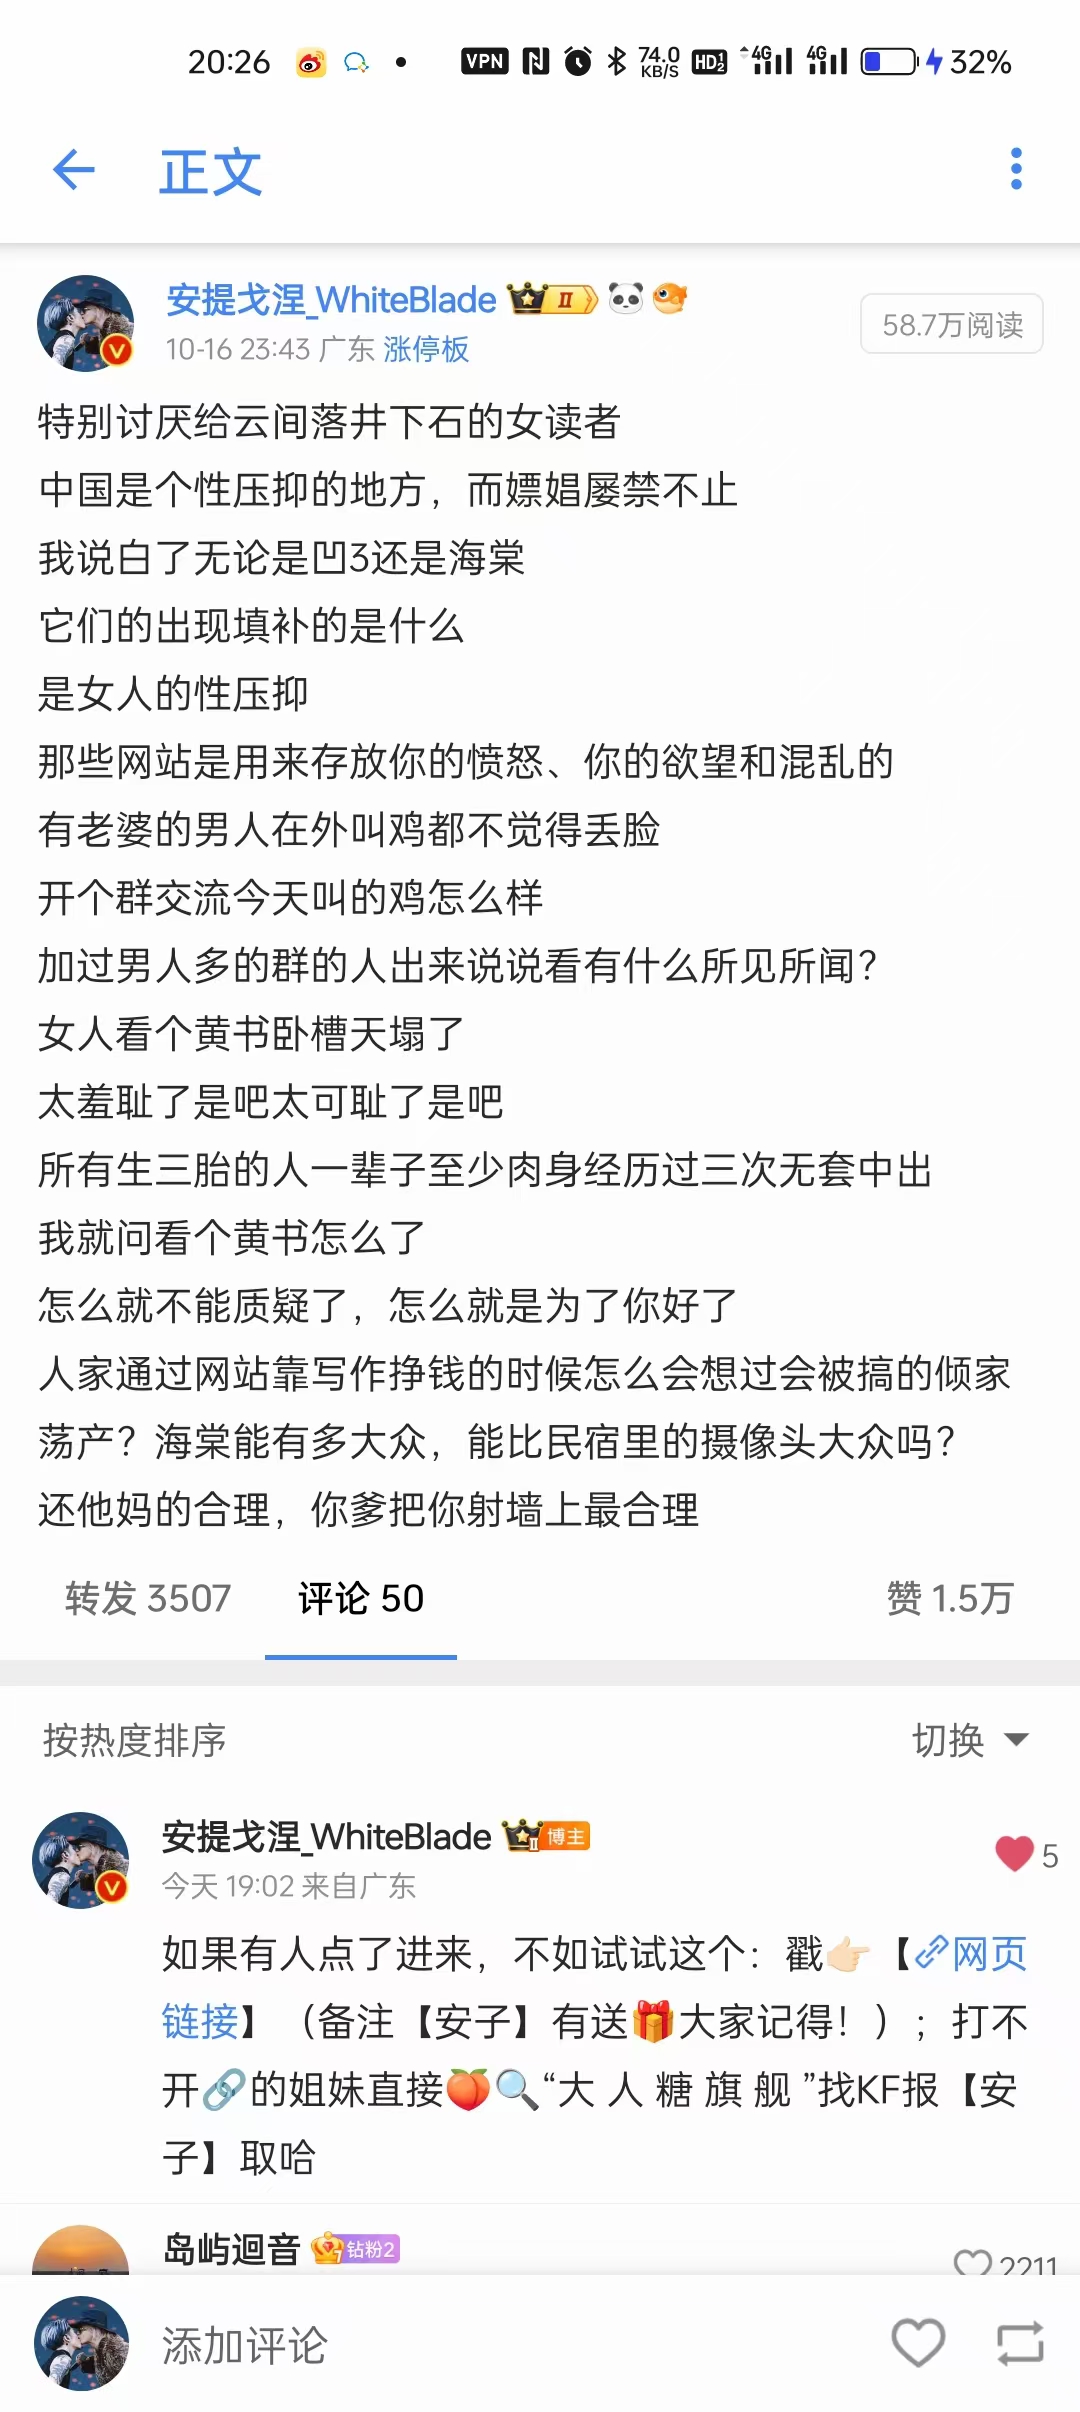 20:26 VPN 74.0 KB/S HD 1 2 4G 4G 32%
正文
安提戈涅_WhiteBlade II
58.7万阅读
10-16 23:43 广东 涨停板
特别讨厌给云间落井下石的女读者
中国是个性压抑的地方，而嫖娼屡禁不止
我说白了无论是凹3还是海棠
它们的出现填补的是什么
是女人的性压抑
那些网站是用来存放你的愤怒、你的欲望和混乱的
有老婆的男人在外叫鸡都不觉得丢脸
开个群交流今天叫的鸡怎么样
加过男人多的群的人出来说说看有什么所见所闻？
女人看个黄书卧槽天塌了
太羞耻了是吧太可耻了是吧
所有生三胎的人一辈子至少肉身经历过三次无套中出
我就问看个黄书怎么了
怎么就不能质疑了，怎么就是为了你好了
人家通过网站靠写作挣钱的时候怎么会想过会被搞的倾家
荡产？海棠能有多大众，能比民宿里的摄像头大众吗？
还他妈的合理，你爹把你射墙上最合理
转发 3507 评论 50 赞 1.5万
按热度排序 切换
安提戈涅_WhiteBlade II 博主
5
今天 19:02 来自广东
如果有人点了进来，不如试试这个：戳👉🏻【🔗网页
链接】（备注【安子】有送🎁大家记得！）；打不
开🔗的姐妹直接🍑🔍“大 人 糖 旗 舰 ”找KF报【安
子】取哈
岛屿迴音 钻粉2
2211
添加评论